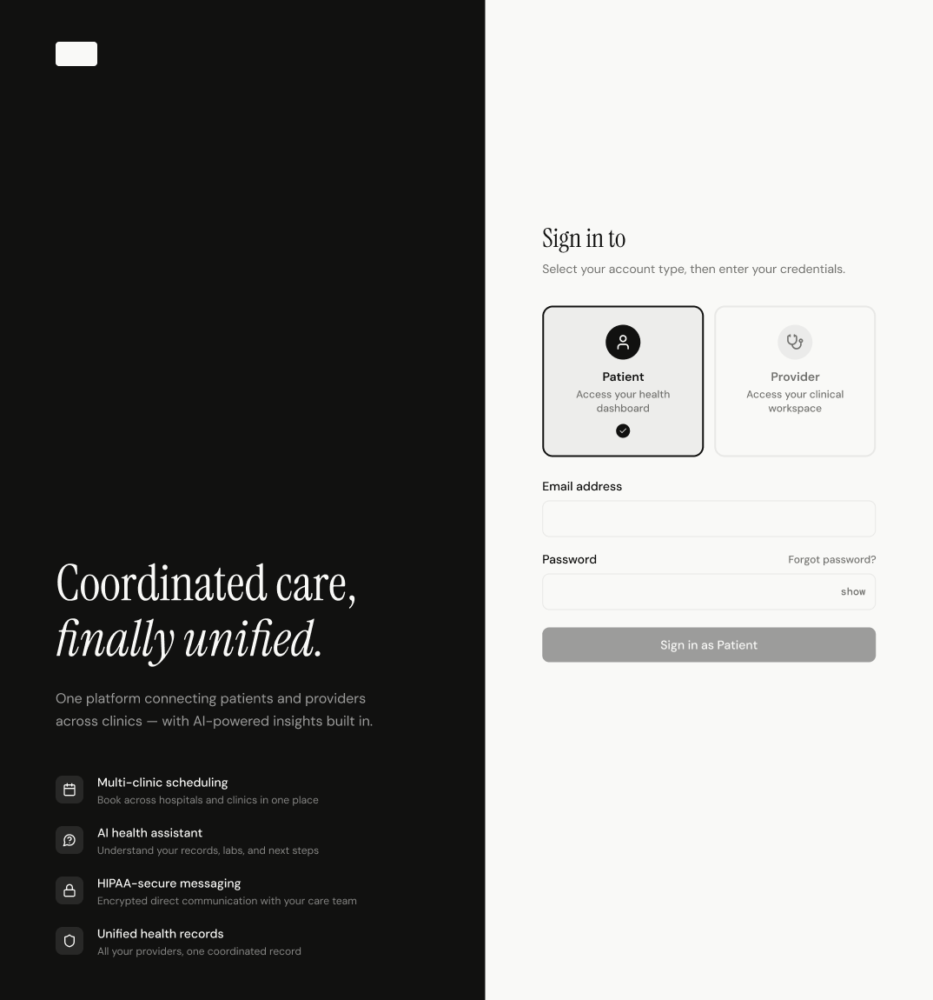 Coordinated care,
finally unified.
One platform connecting patients and providers
across clinics — with AI-powered insights built in.
Multi-clinic scheduling
Book across hospitals and clinics in one place
AI health assistant
Understand your records, labs, and next steps
HIPAA-secure messaging
Encrypted direct communication with your care team
Unified health records
All your providers, one coordinated record
Sign in to
Select your account type, then enter your credentials.
Patient
Access your health
dashboard
Provider
Access your clinical
workspace
Email address
Password
Forgot password?
show
Sign in as Patient